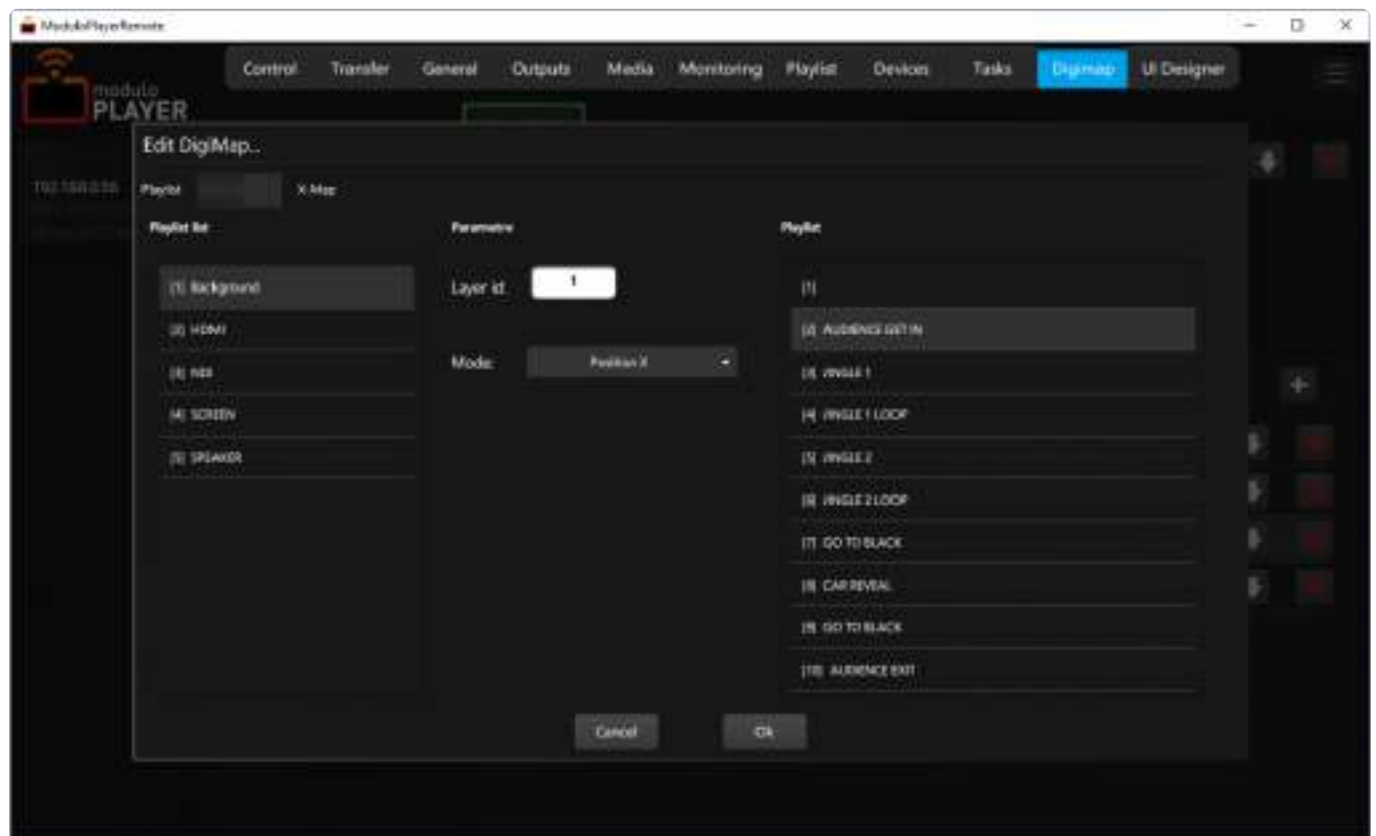 ModuloPlayerRemote
modulo
PLAYER
Control Transfer General Outputs Media Monitoring Playlist Devices Tasks Digimap UI Designer
Edit DigiMap...
Playlist X-Map
Playlist list Parametre Playlist
[1] Background
[2] HDMI
[3] NDI
[4] SCREEN
[5] SPEAKER
Layer id: 1
Mode: Position X
[1]
[2] AUDIENCE GET IN
[3] JINGLE 1
[4] JINGLE 1 LOOP
[5] JINGLE 2
[6] JINGLE 2 LOOP
[7] GO TO BLACK
[8] CAR REVEAL
[9] GO TO BLACK
[10] AUDIENCE EXIT
Cancel Ok